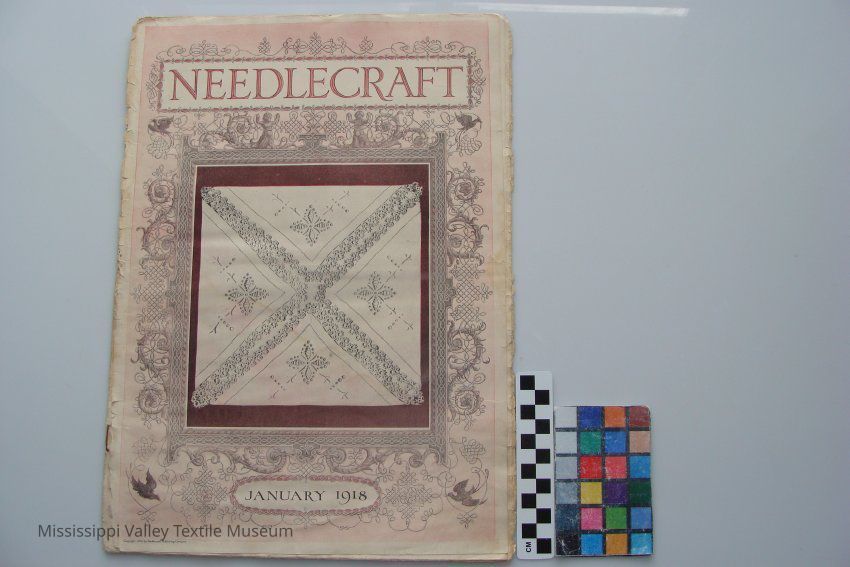 NEEDLECRAFT
JANUARY 1918
Mississippi Valley Textile Museum
CM